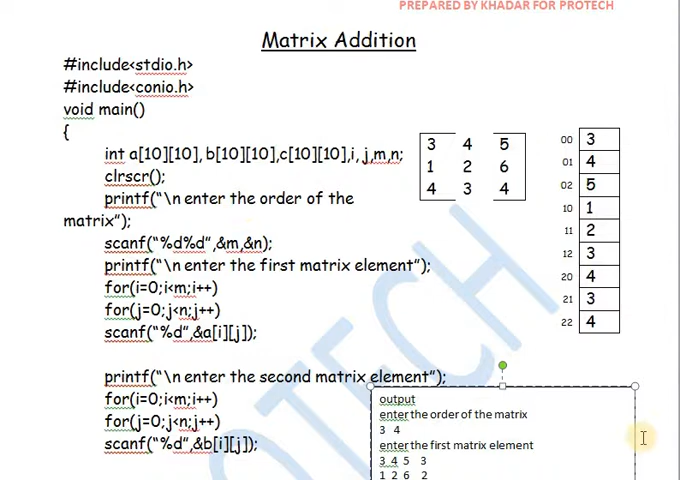 PREPARED BY KHADAR FOR PROTECH
Matrix Addition
#include<stdio.h>
#include<conio.h>
void main()
{
int a[10][10], b[10][10],c[10][10],i, j,m,n;
clrscr();
printf("\n enter the order of the
matrix");
scanf("%d%d",&m,&n);
printf("\n enter the first matrix element");
for(i=0;i<m;i++)
for(j=0;j<n;j++)
scanf("%d",&a[i][j]);
printf("\n enter the second matrix element");
for(i=0;i<m;i++)
for(j=0;j<n;j++)
scanf("%d",&b[i][j]);
3 4 5
1 2 6
4 3 4
00 3
01 4
02 5
10 1
11 2
12 3
20 4
21 3
22 4
output
enter the order of the matrix
3 4
enter the first matrix element
3 4 5 3
1 2 6 2